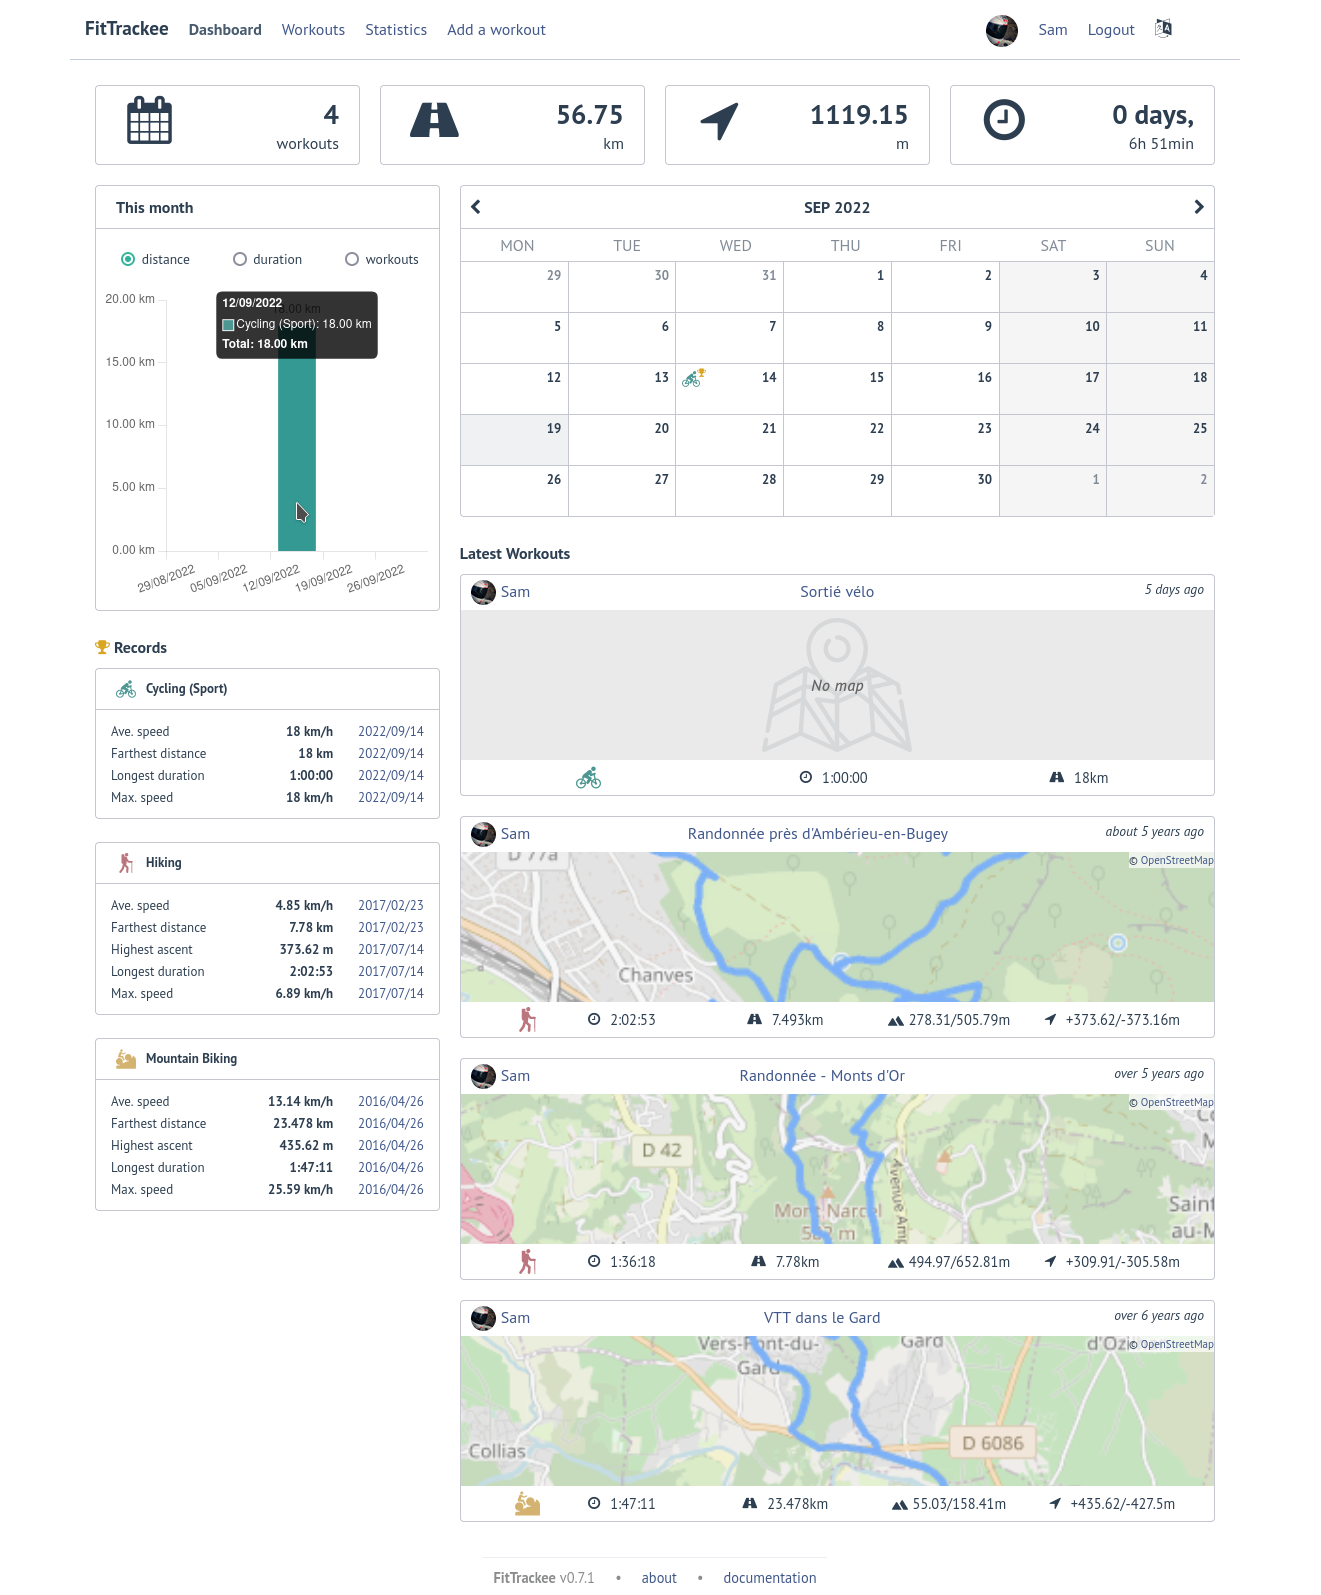 FitTrackee Dashboard Workouts Statistics Add a workout Sam Logout
4
workouts
56.75
km
1119.15
m
0 days,
6h 51min
This month
distance duration workouts
20.00 km
15.00 km
10.00 km
5.00 km
0.00 km
18.00 km
12/09/2022
Cycling (Sport): 18.00 km
Total: 18.00 km
29/08/2022 05/09/2022 12/09/2022 19/09/2022 26/09/2022
Records
Cycling (Sport)
Ave. speed 18 km/h 2022/09/14
Farthest distance 18 km 2022/09/14
Longest duration 1:00:00 2022/09/14
Max. speed 18 km/h 2022/09/14
Hiking
Ave. speed 4.85 km/h 2017/02/23
Farthest distance 7.78 km 2017/02/23
Highest ascent 373.62 m 2017/07/14
Longest duration 2:02:53 2017/07/14
Max. speed 6.89 km/h 2017/07/14
Mountain Biking
Ave. speed 13.14 km/h 2016/04/26
Farthest distance 23.478 km 2016/04/26
Highest ascent 435.62 m 2016/04/26
Longest duration 1:47:11 2016/04/26
Max. speed 25.59 km/h 2016/04/26
SEP 2022
MON TUE WED THU FRI SAT SUN
29 30 31 1 2 3 4
5 6 7 8 9 10 11
12 13 14 15 16 17 18
19 20 21 22 23 24 25
26 27 28 29 30 1 2
Latest Workouts
Sam Sortié vélo 5 days ago
No map
1:00:00 18km
Sam Randonnée près d'Ambérieu-en-Bugey about 5 years ago
© OpenStreetMap
D 77a
Chanves
2:02:53 7.493km 278.31/505.79m +373.62/-373.16m
Sam Randonnée - Monts d'Or over 5 years ago
© OpenStreetMap
D 42
Avenue Amp
Mont Narcel
Saint
au-M
1:36:18 7.78km 494.97/652.81m +309.91/-305.58m
Sam VTT dans le Gard over 6 years ago
© OpenStreetMap
Vers-Pont-du-
Gard
Gard
d'Ozi
Collias
D 6086
1:47:11 23.478km 55.03/158.41m +435.62/-427.5m
FitTrackee v0.7.1 • about • documentation